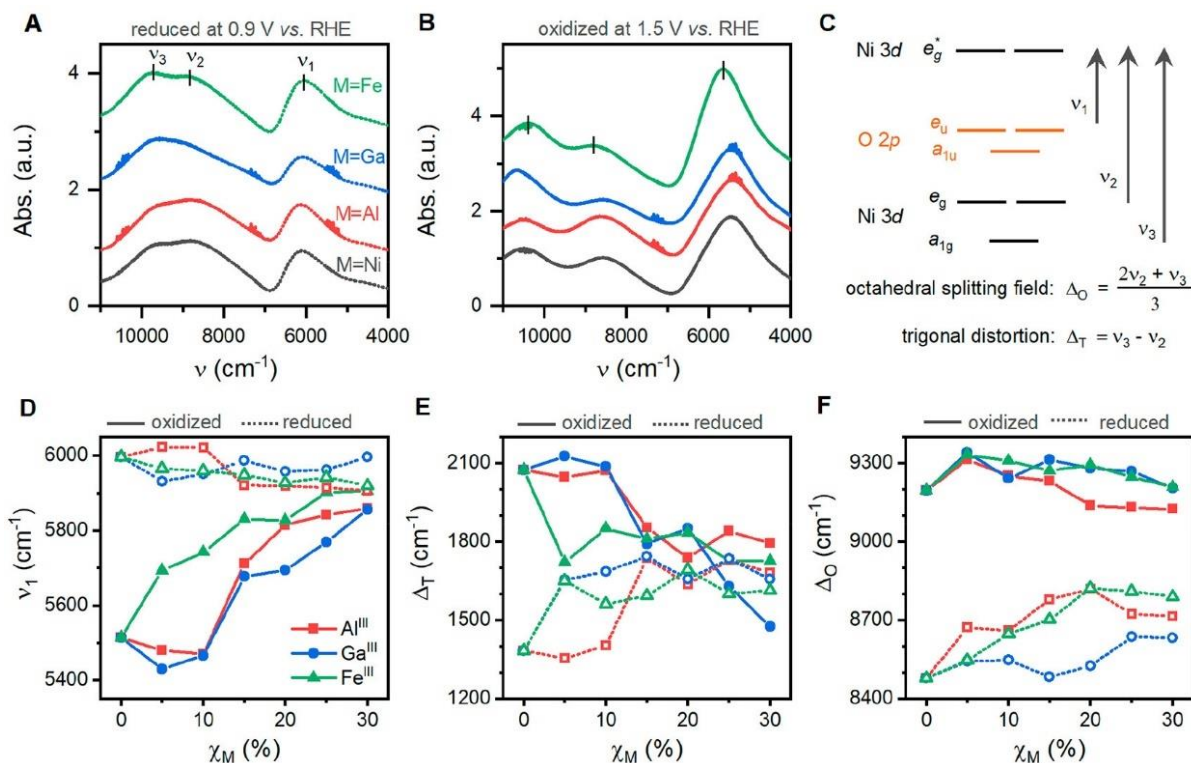 A
reduced at 0.9 V vs. RHE
ν3
ν2
ν1
M=Fe
M=Ga
M=Al
M=Ni
Abs. (a.u.)
4
2
0
10000 8000 6000 4000
ν (cm-1)
B
oxidized at 1.5 V vs. RHE
Abs. (a.u.)
4
2
0
10000 8000 6000 4000
ν (cm-1)
C
Ni 3d eg*
O 2p eu
a1u
Ni 3d eg
a1g
ν1
ν2
ν3
octahedral splitting field: ΔO = (2ν2 + ν3)/3
trigonal distortion: ΔT = ν3 - ν2
D
oxidized reduced
ν1 (cm-1)
6000
5800
5600
5400
AlIII
GaIII
FeIII
0 10 20 30
χM (%)
E
oxidized reduced
ΔT (cm-1)
2100
1800
1500
1200
0 10 20 30
χM (%)
F
oxidized reduced
ΔO (cm-1)
9300
9000
8700
8400
0 10 20 30
χM (%)